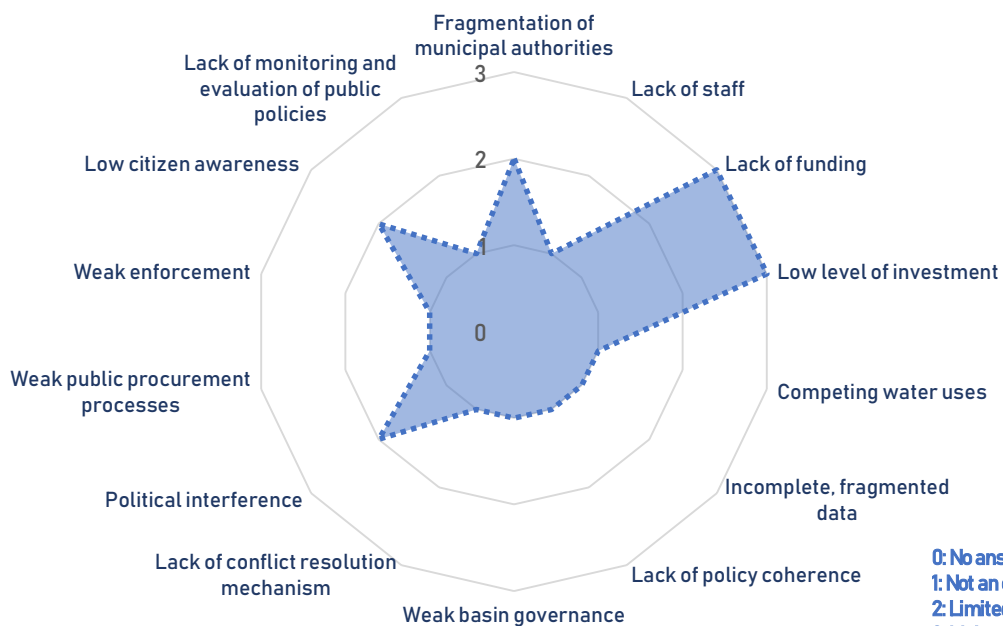 Fragmentation of
municipal authorities
Lack of staff
Lack of funding
Low level of investment
Competing water uses
Incomplete, fragmented
data
Lack of policy coherence
Weak basin governance
Lack of conflict resolution
mechanism
Political interference
Weak public procurement
processes
Weak enforcement
Low citizen awareness
Lack of monitoring and
evaluation of public
policies
3
2
1
0
0: No ans
1: Not an
2: Limited